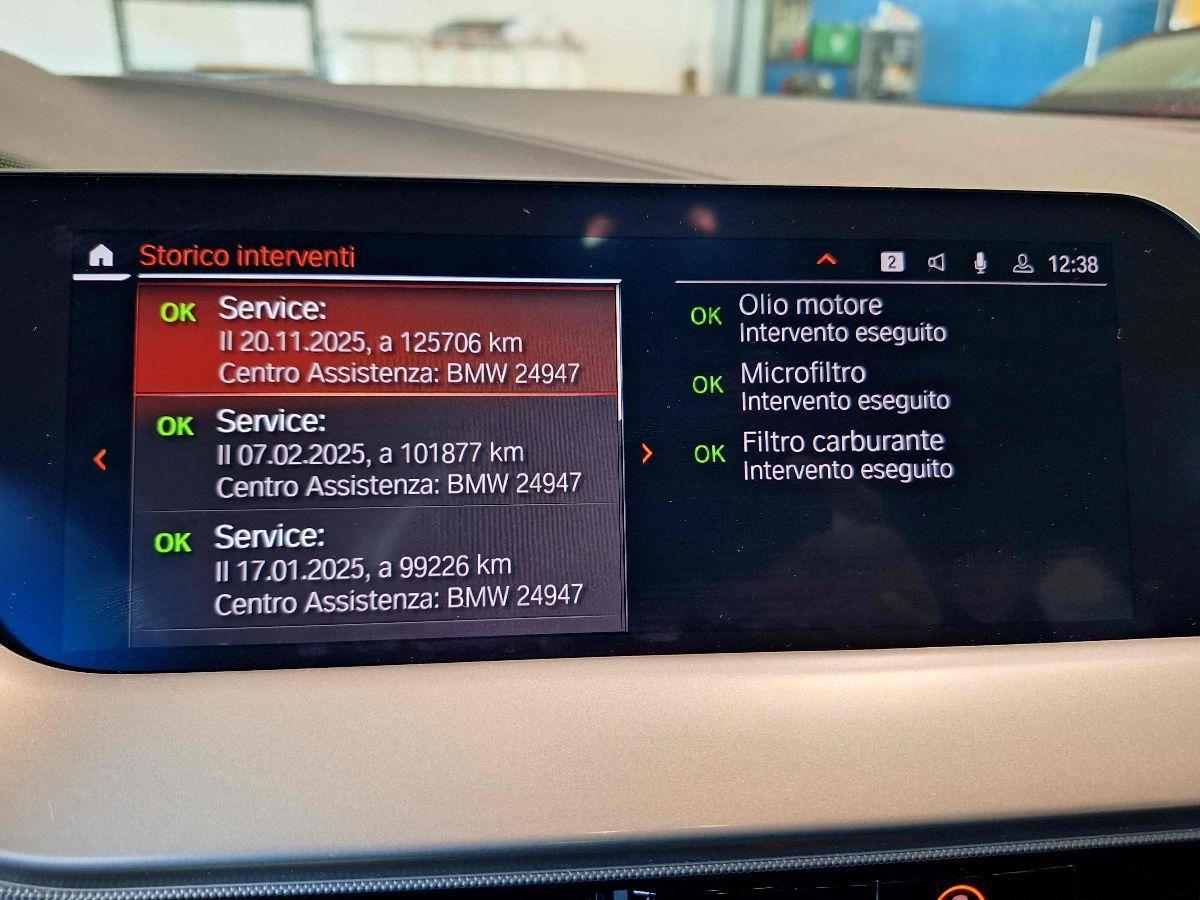 Storico interventi
2
12:38
OK Service:
Il 20.11.2025, a 125706 km
Centro Assistenza: BMW 24947
OK Service:
Il 07.02.2025, a 101877 km
Centro Assistenza: BMW 24947
OK Service:
Il 17.01.2025, a 99226 km
Centro Assistenza: BMW 24947
OK Olio motore
Intervento eseguito
OK Microfiltro
Intervento eseguito
OK Filtro carburante
Intervento eseguito